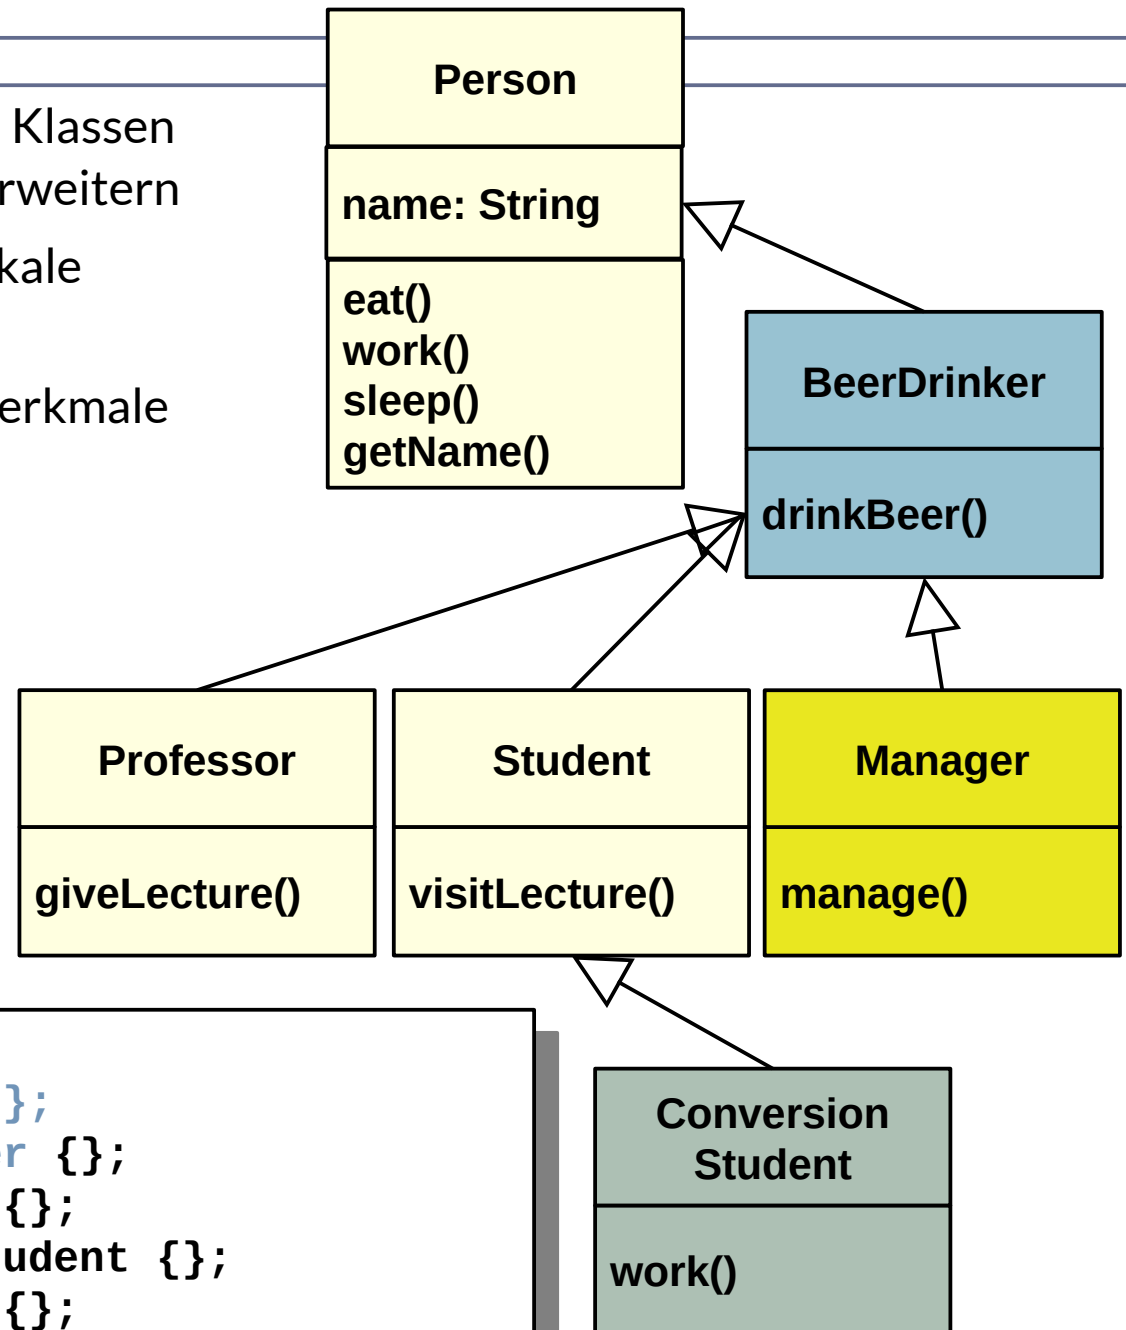 Person
Klassen
rweitern
name: String
kale
eat()
work()
sleep()
getName()
erkmale
BeerDrinker
drinkBeer()
Professor
Student
Manager
giveLecture()
visitLecture()
manage()
};
r {};
{};
udent {};
{};
Conversion
Student
work()